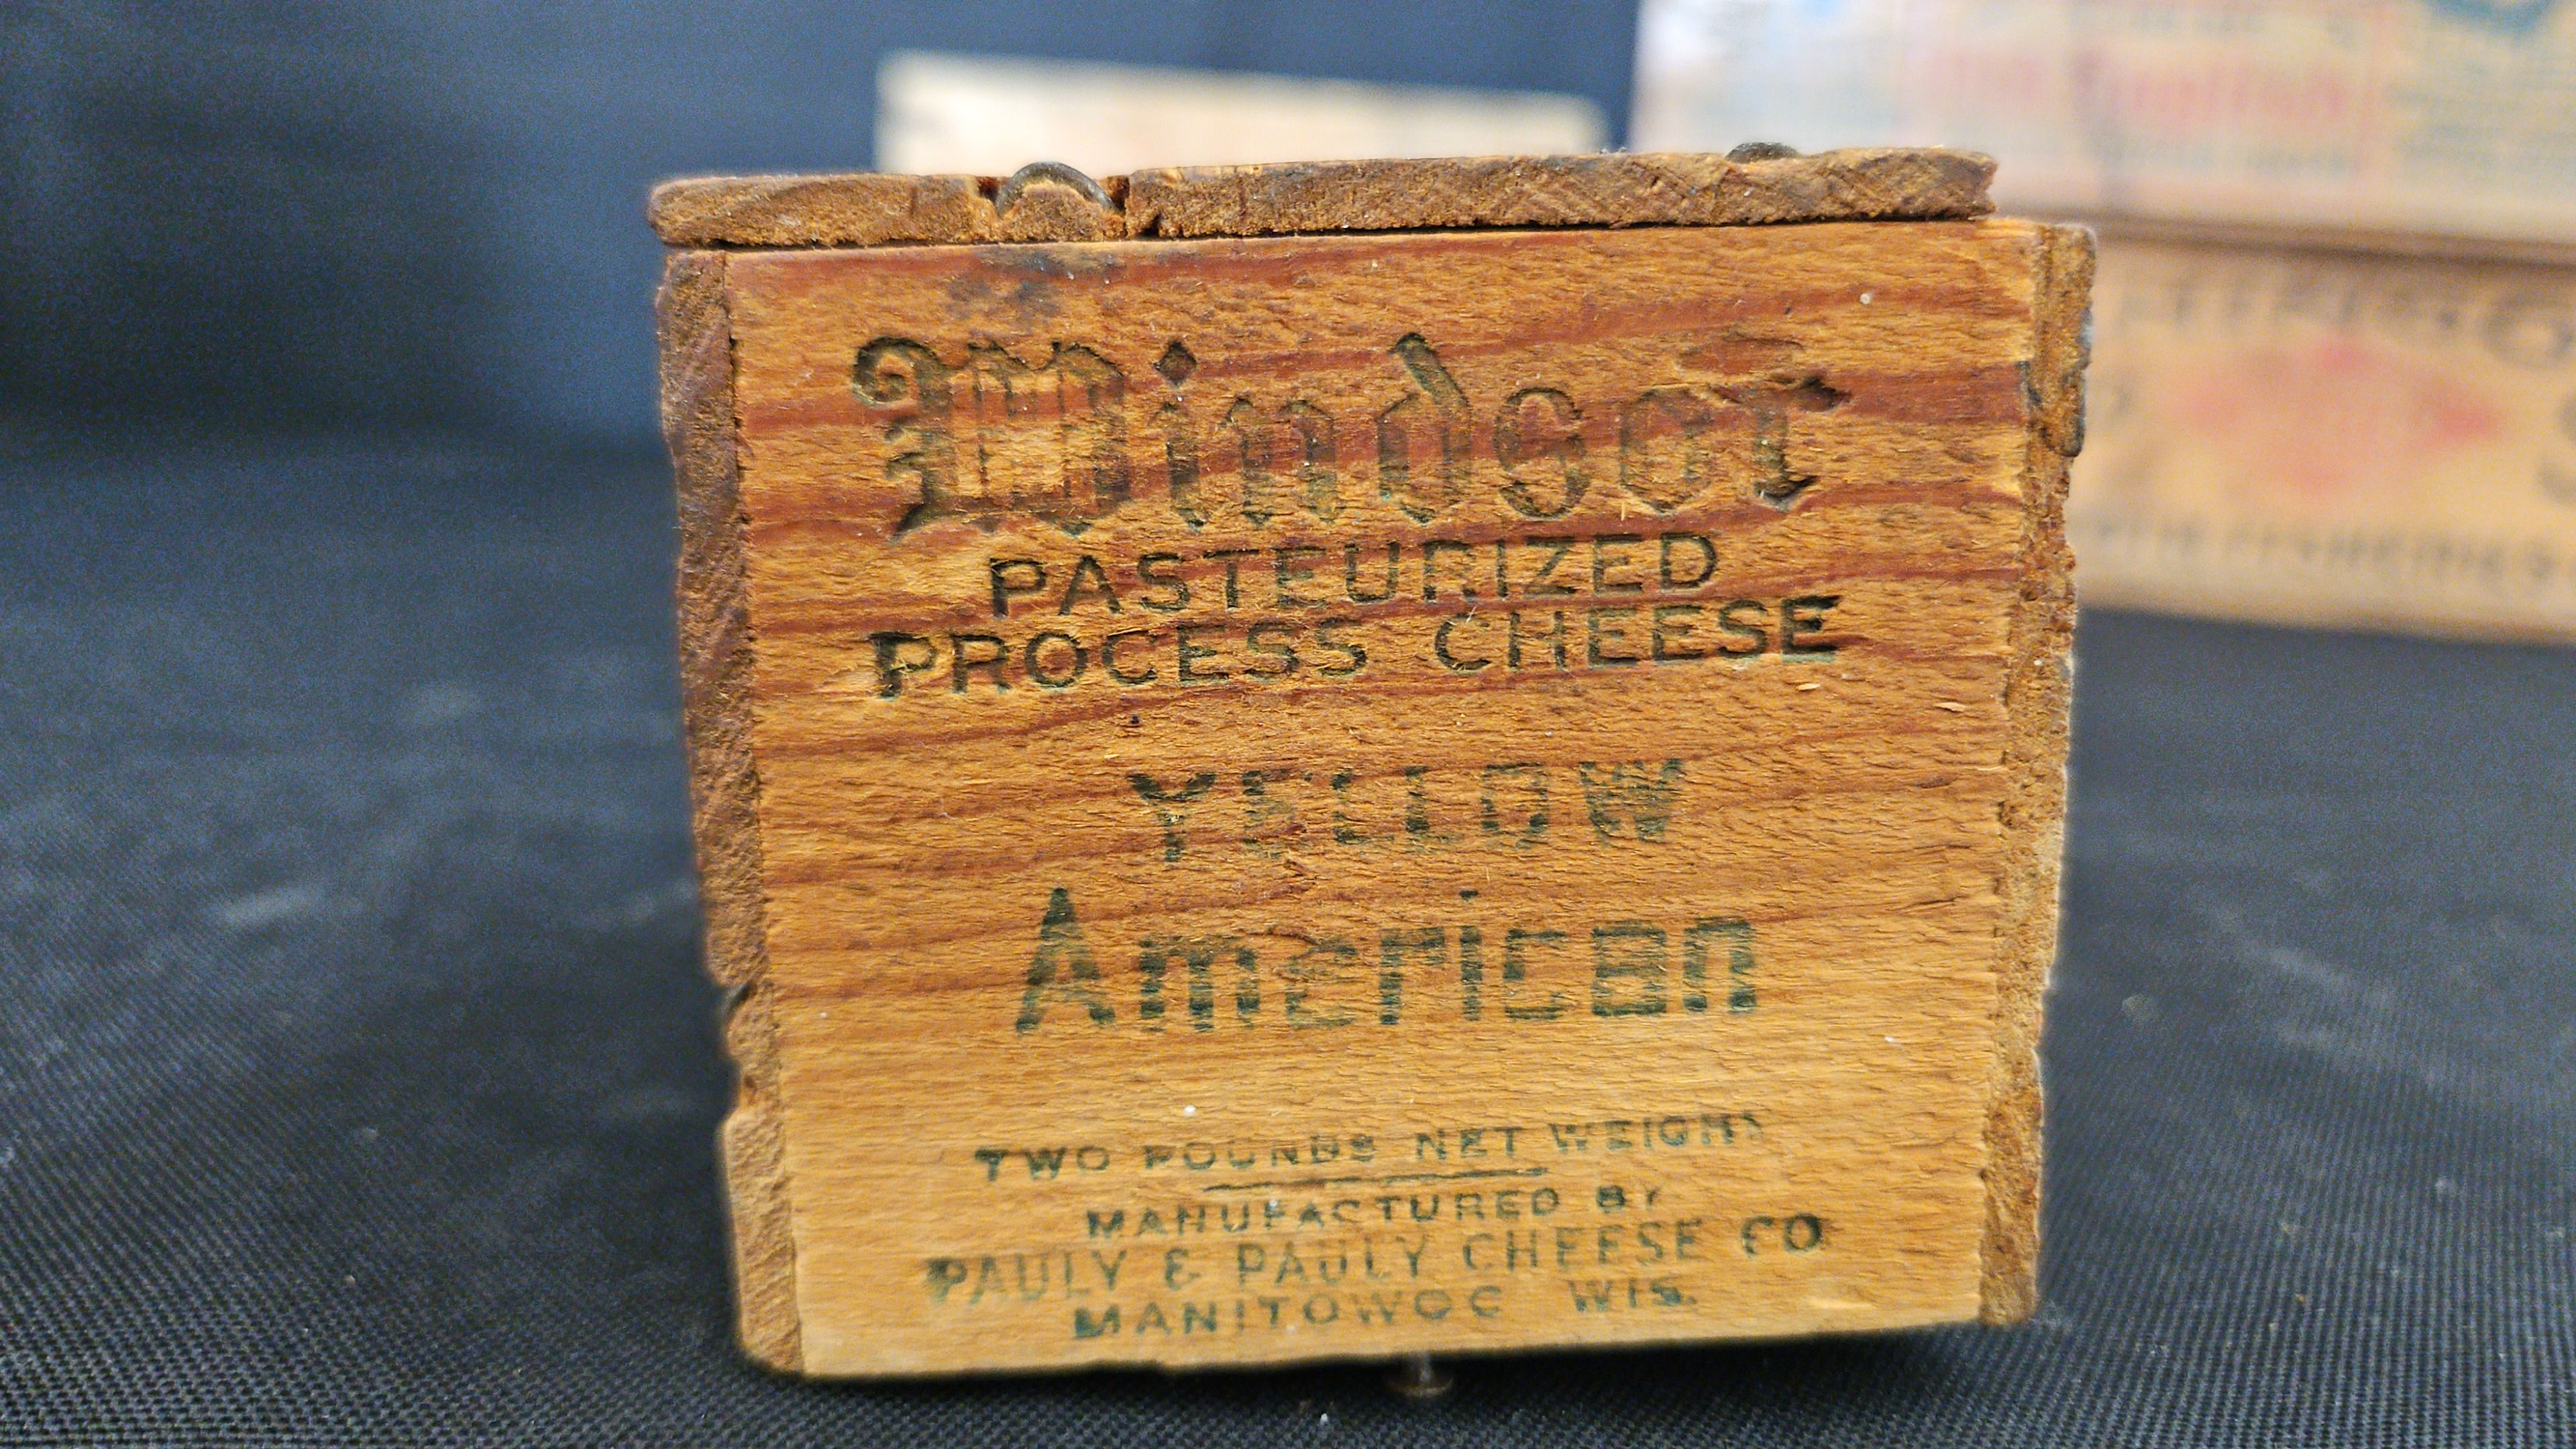 Windsor
PASTEURIZED
PROCESS CHEESE
YELLOW
American
TWO POUNDS NET WEIGHT
MANUFACTURED BY
PAULY & PAULY CHEESE CO
MANITOWOC WIS.